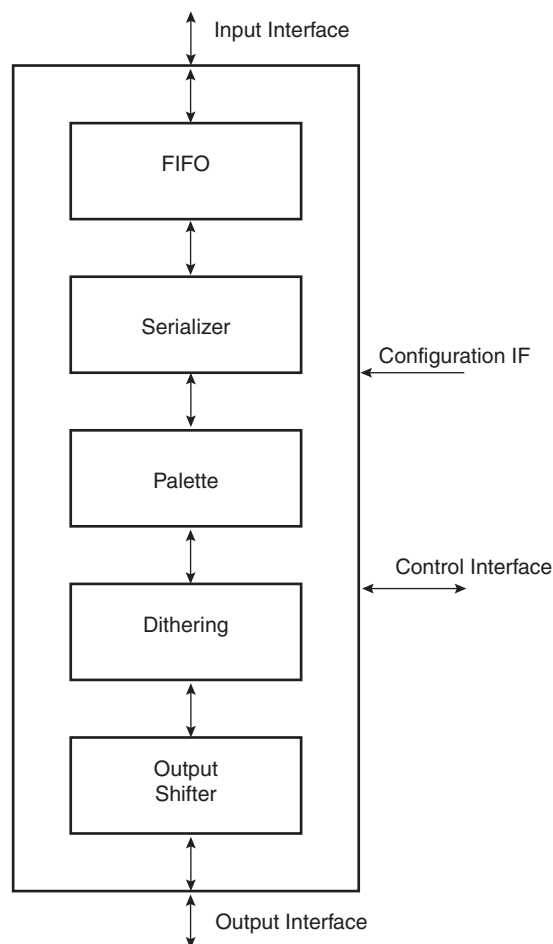 Input Interface
FIFO
Serializer
Configuration IF
Palette
Control Interface
Dithering
Output
Shifter
Output Interface